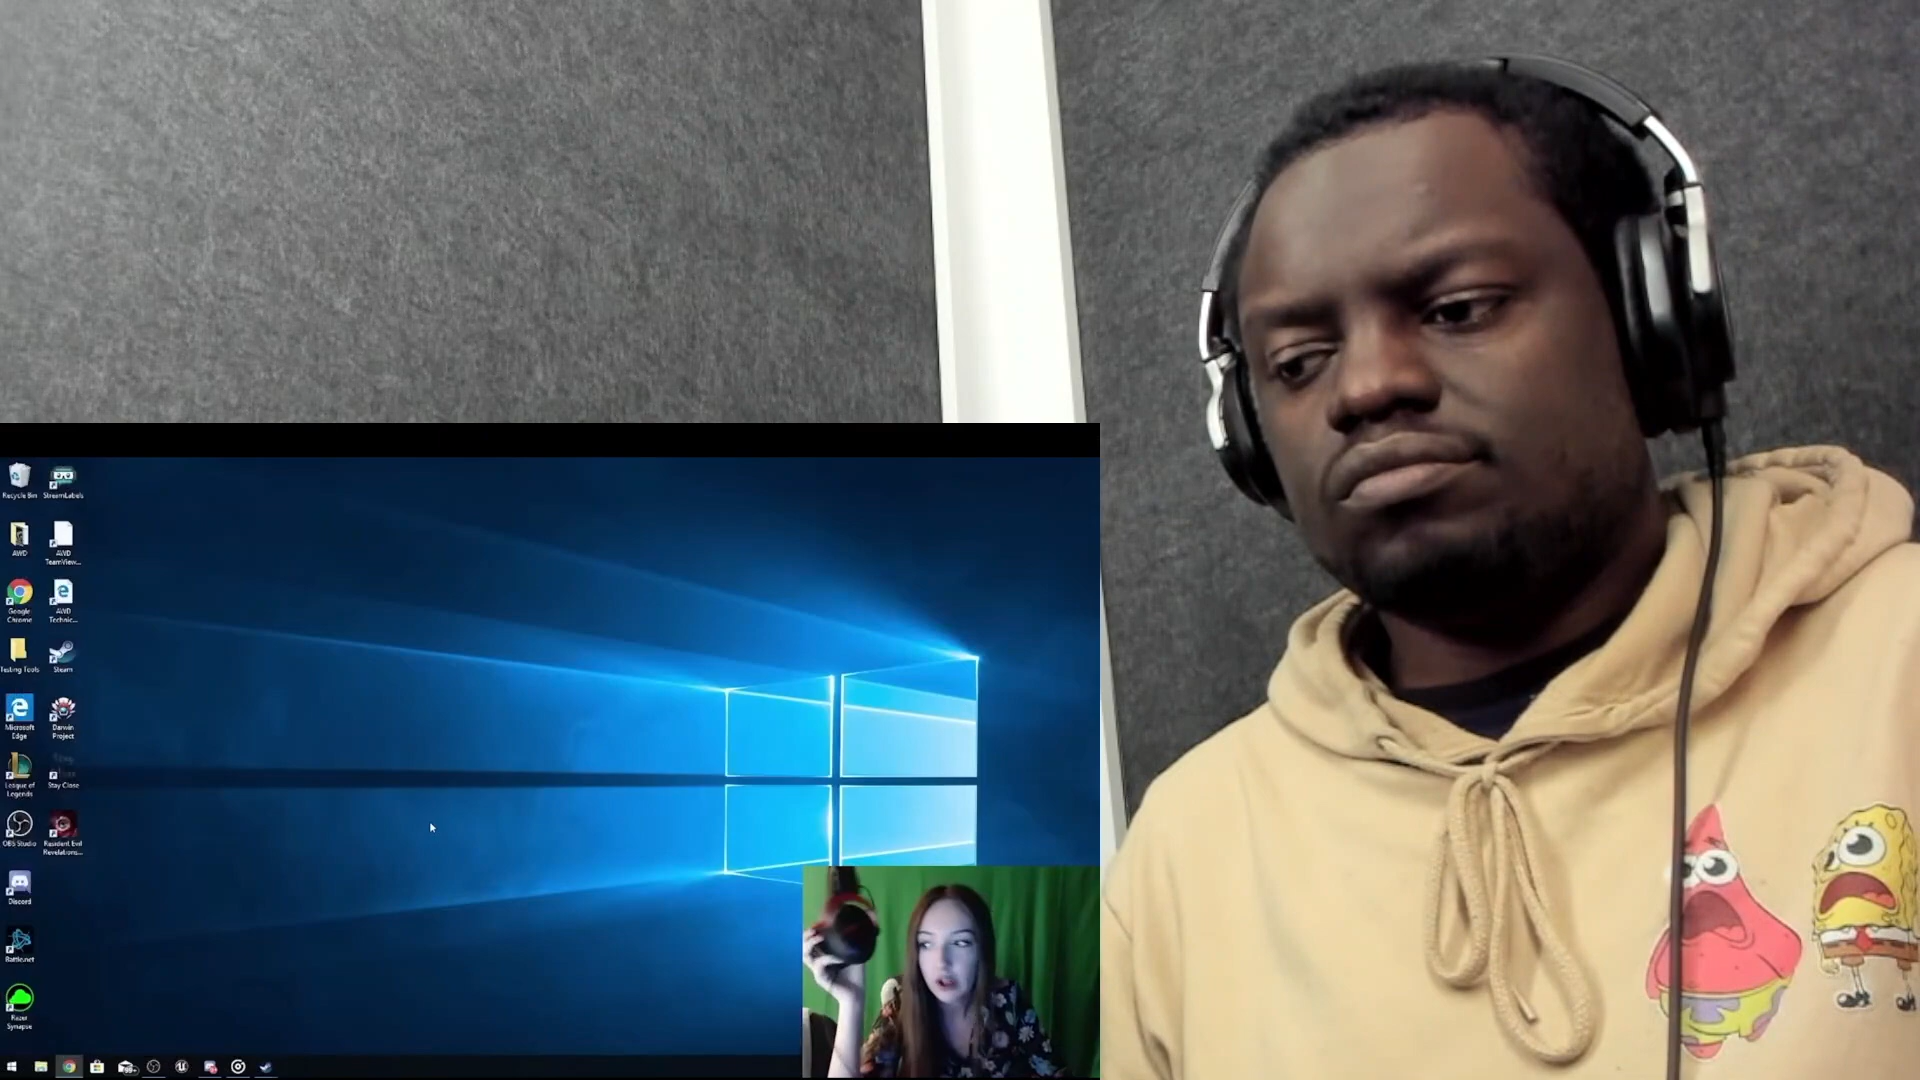 Recycle Bin
StreamLabels
AWD
AWD
TeamView...
Google
Chrome
AWD
Technic...
Testing Tools
Steam
Microsoft
Edge
Darwin
Project
League of
Legends
Stay Close
OBS Studio
Resident Evil
Revelations...
Discord
Battle.net
Razer
Synapse